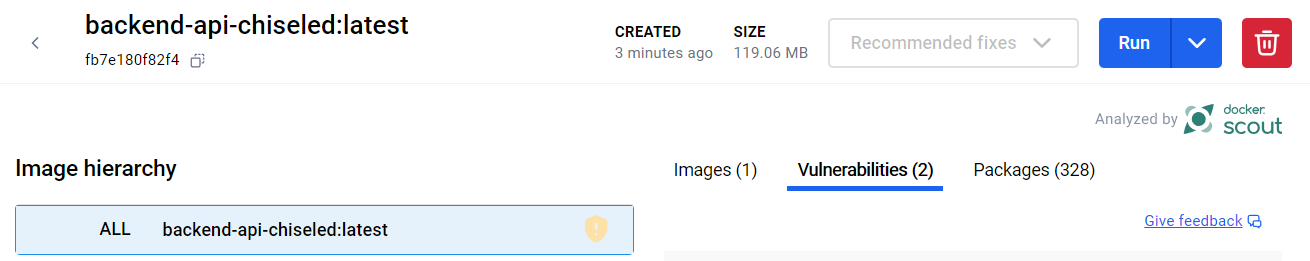 backend-api-chiseled:latest
fb7e180f82f4
CREATED
3 minutes ago
SIZE
119.06 MB
Recommended fixes
Run
Analyzed by docker scout
Image hierarchy
ALL backend-api-chiseled:latest
Images (1) Vulnerabilities (2) Packages (328)
Give feedback